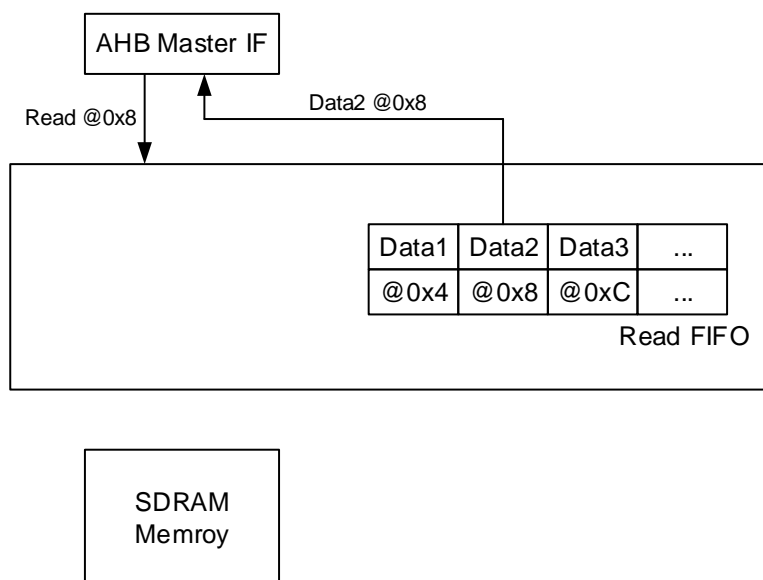 AHB Master IF
Read @0x8
Data2 @0x8
Data1 Data2 Data3 ...
@0x4 @0x8 @0xC ...
Read FIFO
SDRAM
Memroy